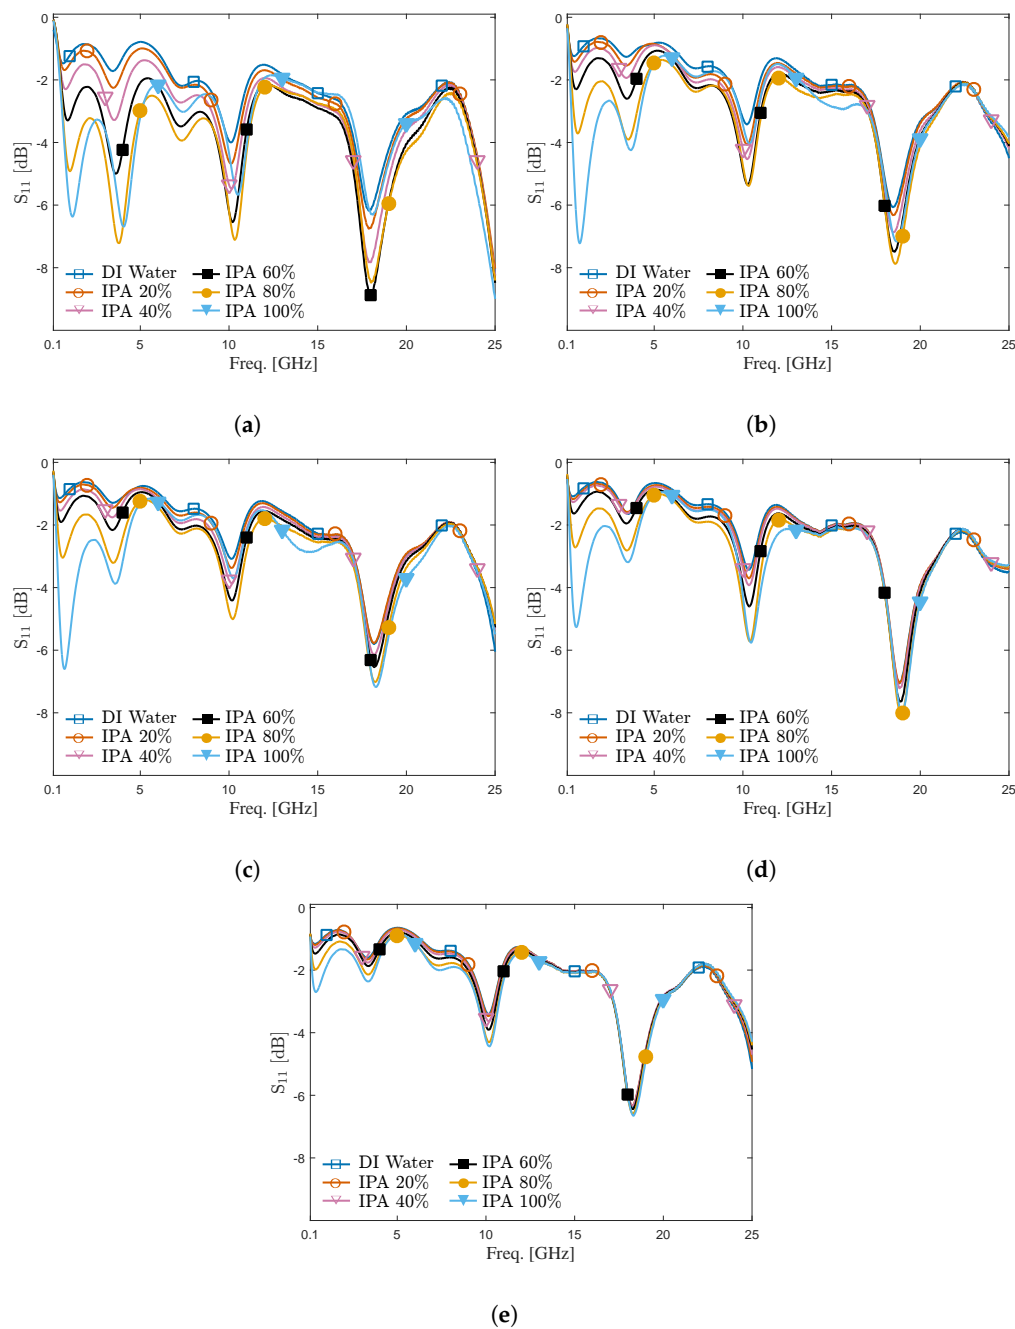 0
-2
-4
-6
-8
S11 [dB]
DI Water
IPA 20%
IPA 40%
IPA 60%
IPA 80%
IPA 100%
0.1 5 10 15 20 25
Freq. [GHz]
(a)
0
-2
-4
-6
-8
S11 [dB]
DI Water
IPA 20%
IPA 40%
IPA 60%
IPA 80%
IPA 100%
0.1 5 10 15 20 25
Freq. [GHz]
(b)
0
-2
-4
-6
-8
S11 [dB]
DI Water
IPA 20%
IPA 40%
IPA 60%
IPA 80%
IPA 100%
0.1 5 10 15 20 25
Freq. [GHz]
(c)
0
-2
-4
-6
-8
S11 [dB]
DI Water
IPA 20%
IPA 40%
IPA 60%
IPA 80%
IPA 100%
0.1 5 10 15 20 25
Freq. [GHz]
(d)
0
-2
-4
-6
-8
S11 [dB]
DI Water
IPA 20%
IPA 40%
IPA 60%
IPA 80%
IPA 100%
0.1 5 10 15 20 25
Freq. [GHz]
(e)